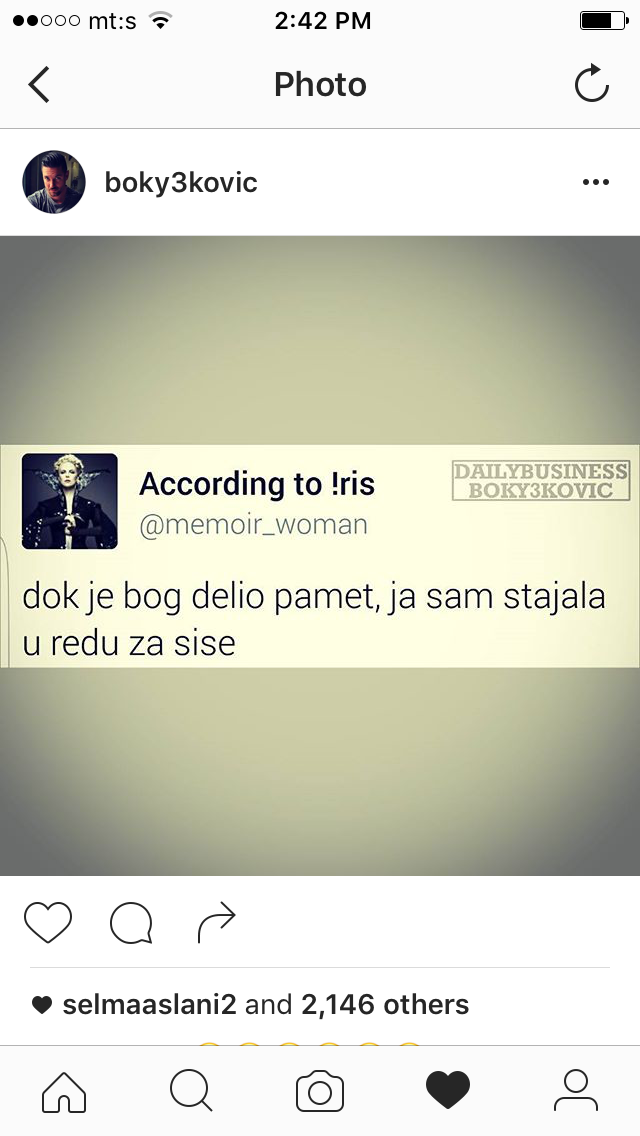 mt:s 2:42 PM
Photo
boky3kovic
According to !ris
@memoir_woman
DAILYBUSINESS
BOKY3KOVIC
dok je bog delio pamet, ja sam stajala
u redu za sise
selmaaslani2 and 2,146 others